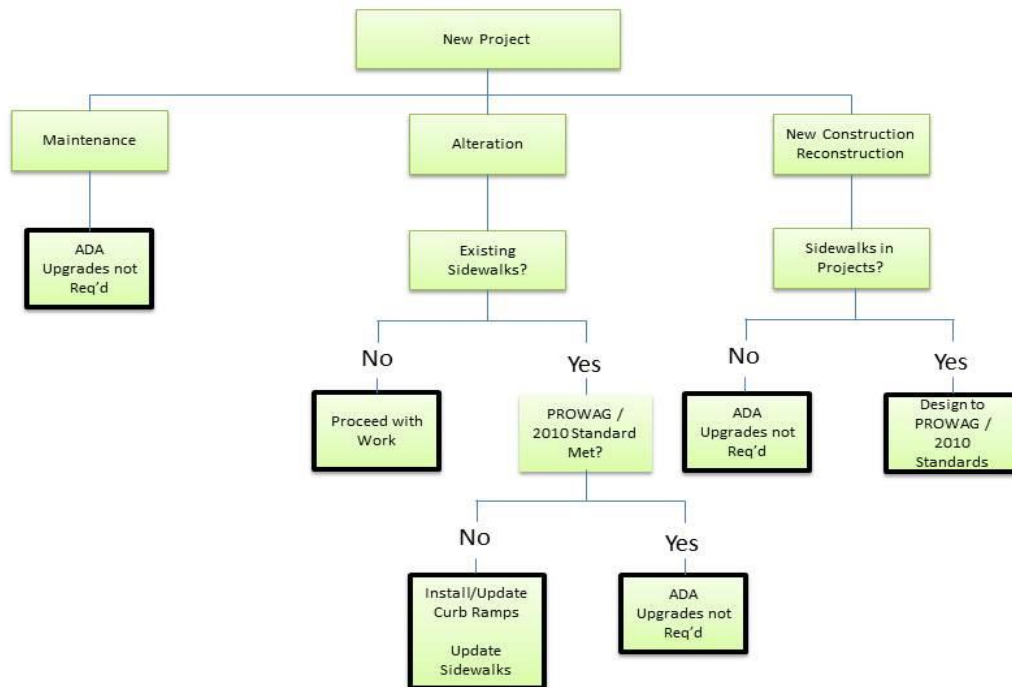 New Project
Maintenance
Alteration
New Construction
Reconstruction
ADA
Upgrades not
Req'd
Existing
Sidewalks?
Sidewalks in
Projects?
No
Yes
No
Yes
Proceed with
Work
PROWAG /
2010 Standard
Met?
ADA
Upgrades not
Req'd
Design to
PROWAG /
2010
Standards
No
Yes
Install/Update
Curb Ramps
Update
Sidewalks
ADA
Upgrades not
Req'd